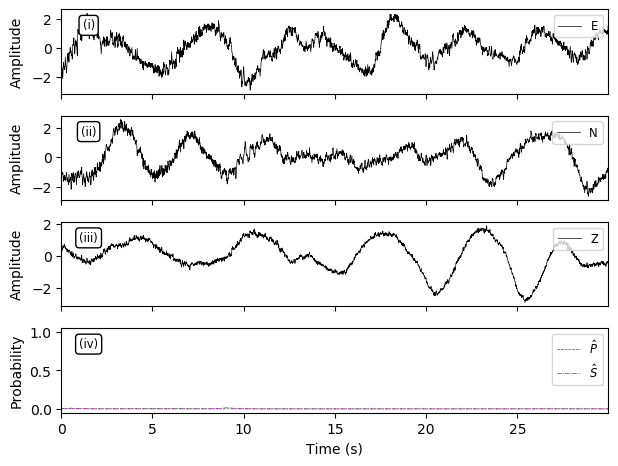 (i)
E
Amplitude
2
0
−2
(ii)
N
Amplitude
2
0
−2
(iii)
Z
Amplitude
2
0
−2
(iv)
P̂
Ŝ
Probability
1.0
0.5
0.0
0 5 10 15 20 25
Time (s)